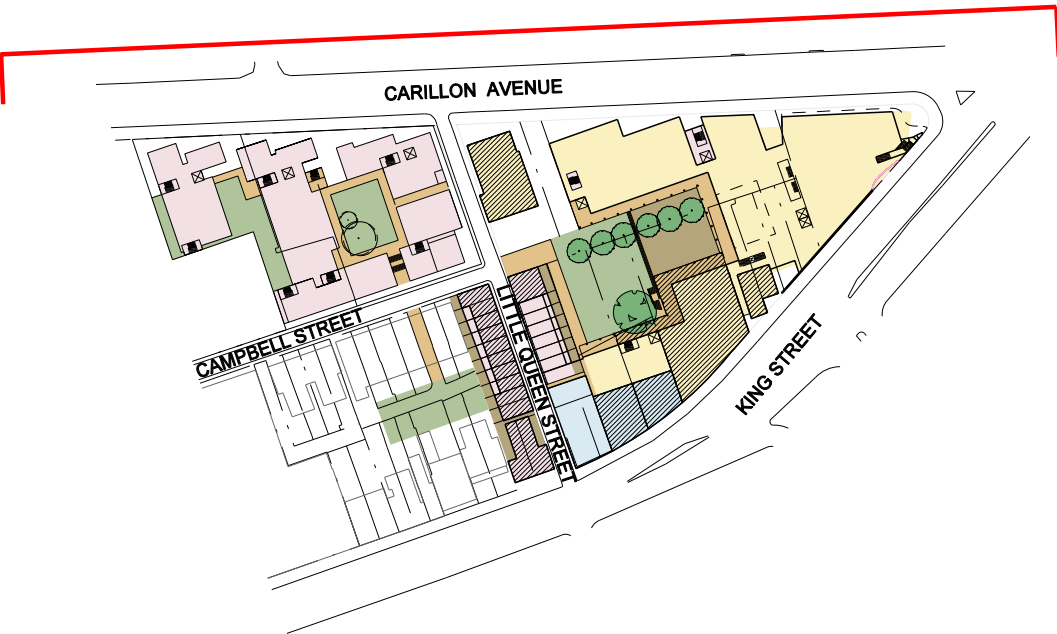 CARILLON AVENUE
CAMPBELL STREET
LITTLE QUEEN STREET
KING STREET